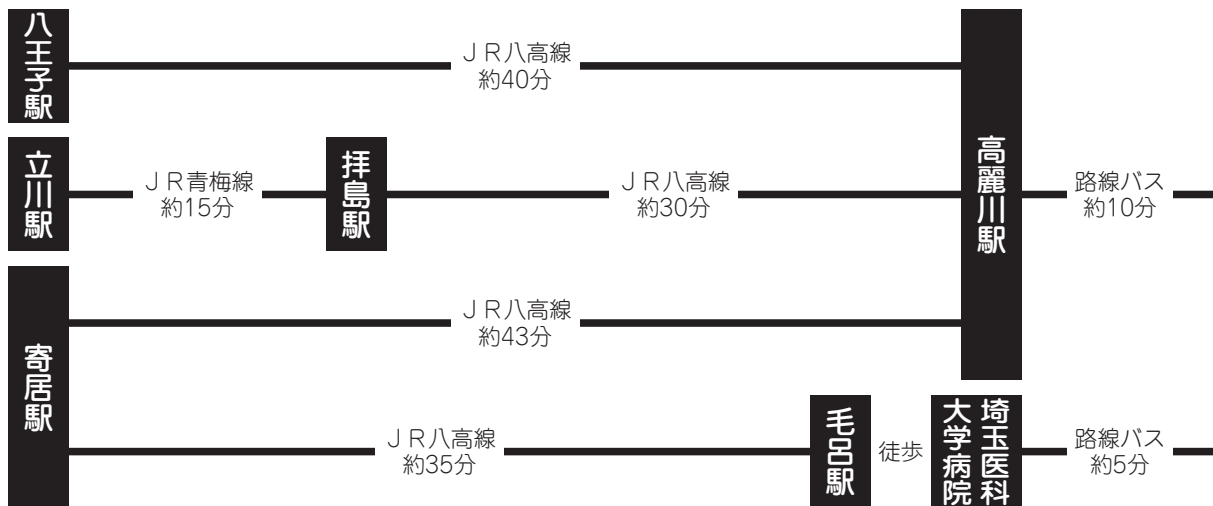 八王子駅
ＪＲ八高線
約40分
立川駅
ＪＲ青梅線
約15分
拝島駅
ＪＲ八高線
約30分
高麗川駅
路線バス
約10分
寄居駅
ＪＲ八高線
約43分
ＪＲ八高線
約35分
毛呂駅
徒歩
埼玉医科
大学病院
路線バス
約5分